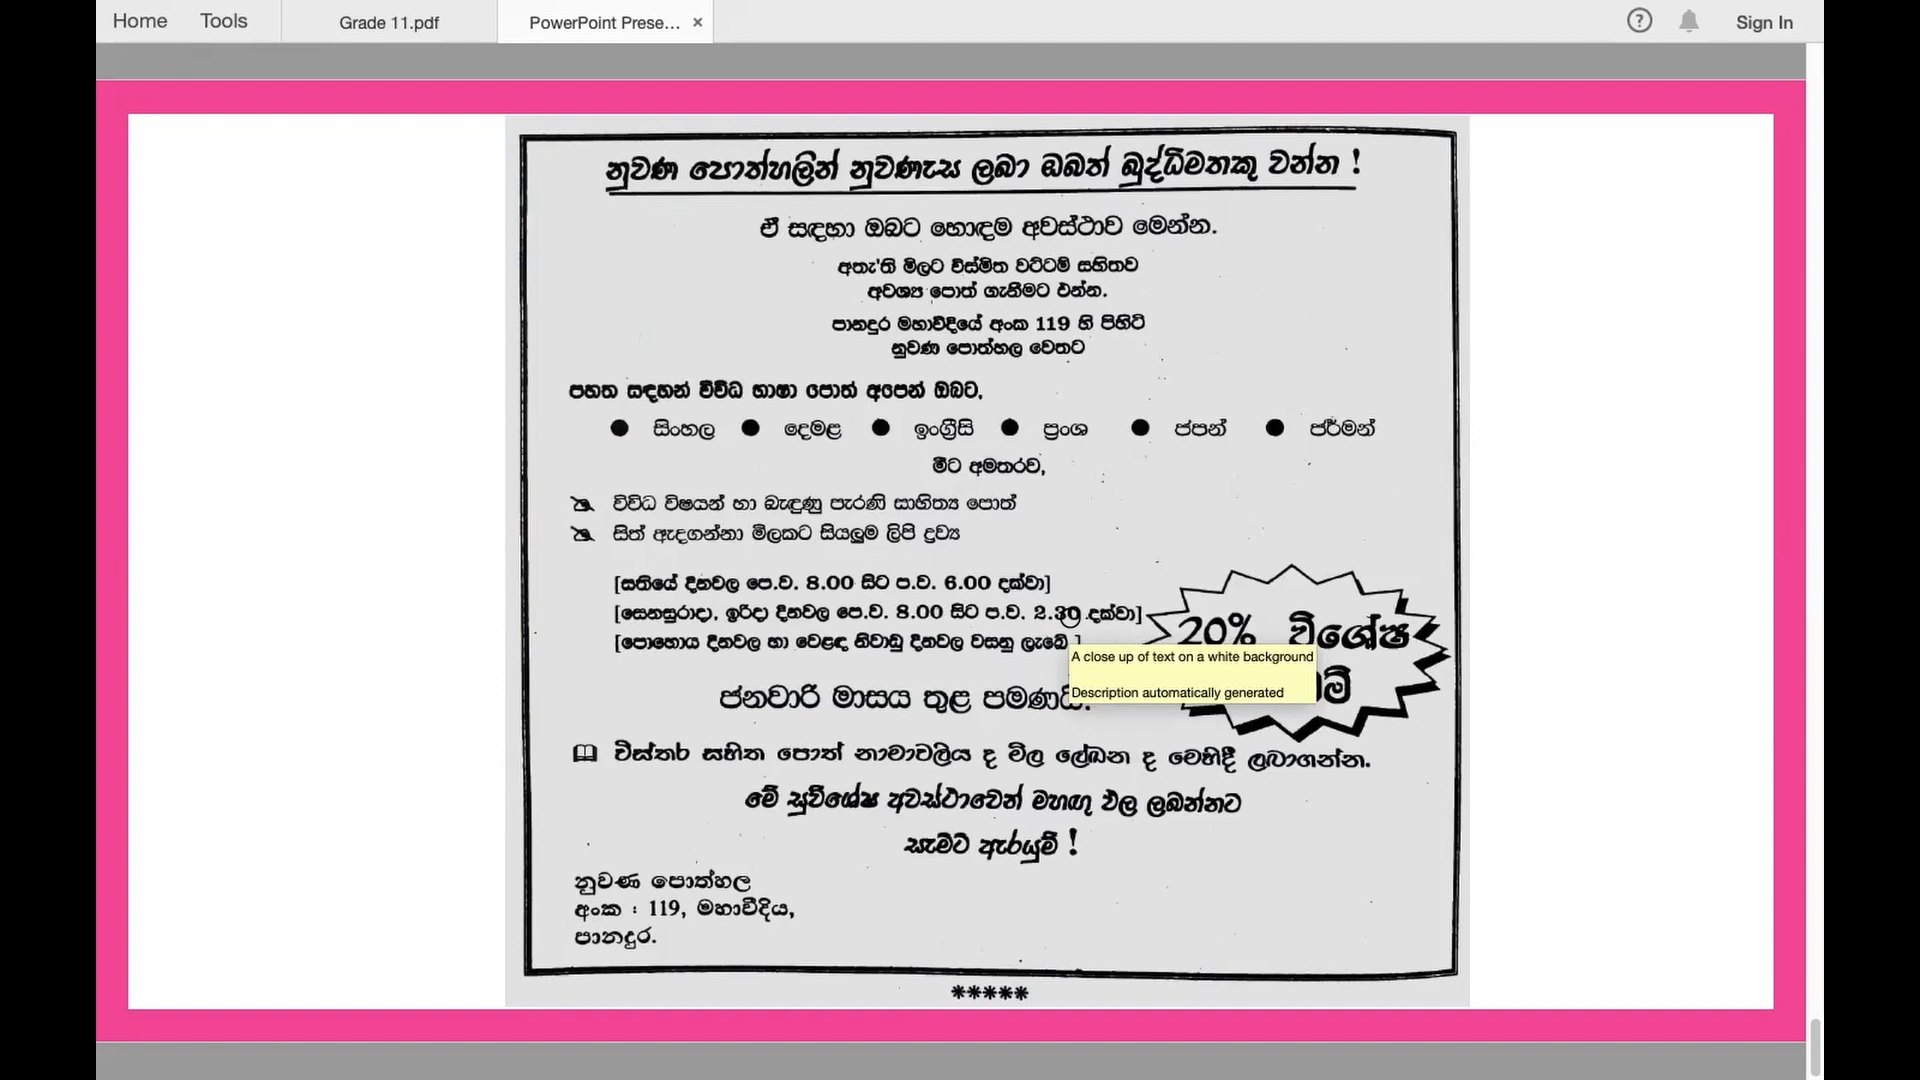 Home Tools Grade 11.pdf PowerPoint Prese... × ? Sign In
නුවණ පොත්හලින් නුවණැස ලබා ඔබත් බුද්ධිමතකු වන්න !
ඒ සඳහා ඔබට හොඳම අවස්ථාව මෙන්න.
අතැ'ති මිලට විස්මිත වට්ටම් සහිතව
අවශ්‍ය පොත් ගැනීමට එන්න.
පානදුර මහාවීදියේ අංක 119 හි පිහිටි
නුවණ පොත්හල වෙතට
පහත සඳහන් විවිධ භාෂා පොත් අපෙන් ඔබට,
● සිංහල ● දෙමළ ● ඉංග්‍රීසි ● ප්‍රංශ ● ජපන් ● ජර්මන්
මීට අමතරව,
විවිධ විෂයන් හා බැඳුණු පැරණි සාහිත්‍ය පොත්
සිත් ඇදගන්නා මිලකට සියලුම ලිපි ද්‍රව්‍ය
[සතියේ දිනවල පෙ.ව. 8.00 සිට ප.ව. 6.00 දක්වා]
[සෙනසුරාදා, ඉරිදා දිනවල පෙ.ව. 8.00 සිට ප.ව. 2.30 දක්වා]
[පොහොය දිනවල හා වෙළඳ නිවාඩු දිනවල වසනු ලැබේ.]
20% විශේෂ
A close up of text on a white background
Description automatically generated
ජනවාරි මාසය තුළ පමණයි.
විස්තර සහිත පොත් නාමාවලිය ද මිල ලේඛන ද මෙහිදී ලබාගන්න.
මේ සුවිශේෂ අවස්ථාවෙන් මහඟු ඵල ලබන්නට
සැමට ඇරයුම් !
නුවණ පොත්හල
අංක : 119, මහාවීදිය,
පානදුර.
*****